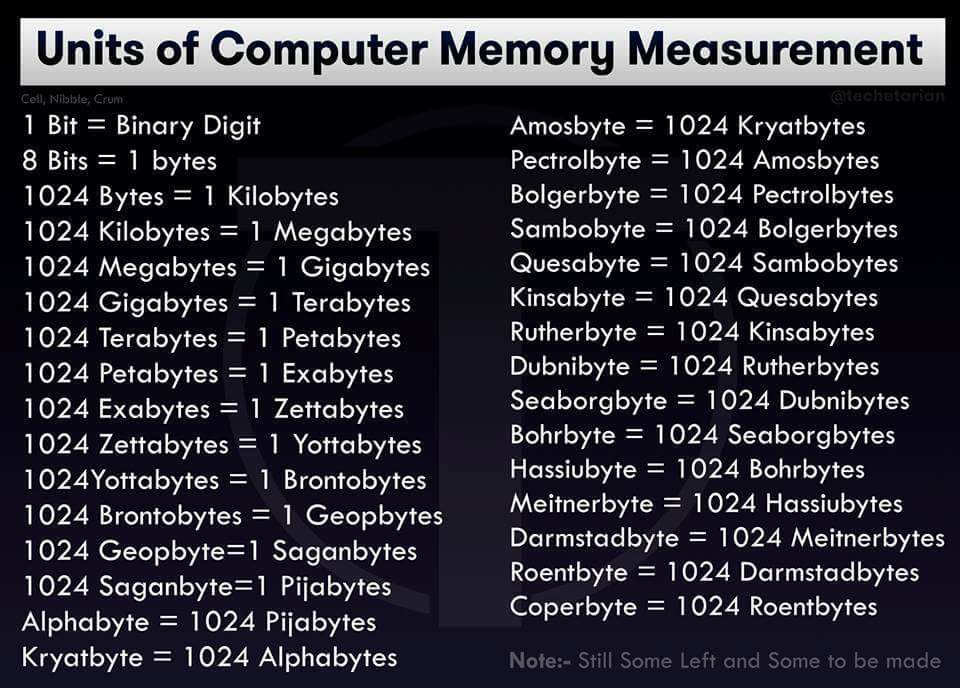 Units of Computer Memory Measurement
Cell, Nibble, Crum
@techetarian
1 Bit = Binary Digit
8 Bits = 1 bytes
1024 Bytes = 1 Kilobytes
1024 Kilobytes = 1 Megabytes
1024 Megabytes = 1 Gigabytes
1024 Gigabytes = 1 Terabytes
1024 Terabytes = 1 Petabytes
1024 Petabytes = 1 Exabytes
1024 Exabytes = 1 Zettabytes
1024 Zettabytes = 1 Yottabytes
1024Yottabytes = 1 Brontobytes
1024 Brontobytes = 1 Geopbytes
1024 Geopbyte=1 Saganbytes
1024 Saganbyte=1 Pijabytes
Alphabyte = 1024 Pijabytes
Kryatbyte = 1024 Alphabytes
Amosbyte = 1024 Kryatbytes
Pectrolbyte = 1024 Amosbytes
Bolgerbyte = 1024 Pectrolbytes
Sambobyte = 1024 Bolgerbytes
Quesabyte = 1024 Sambobytes
Kinsabyte = 1024 Quesabytes
Rutherbyte = 1024 Kinsabytes
Dubnibyte = 1024 Rutherbytes
Seaborgbyte = 1024 Dubnibytes
Bohrbyte = 1024 Seaborgbytes
Hassiubyte = 1024 Bohrbytes
Meitnerbyte = 1024 Hassiubytes
Darmstadbyte = 1024 Meitnerbytes
Roentbyte = 1024 Darmstadbytes
Coperbyte = 1024 Roentbytes
Note:- Still Some Left and Some to be made